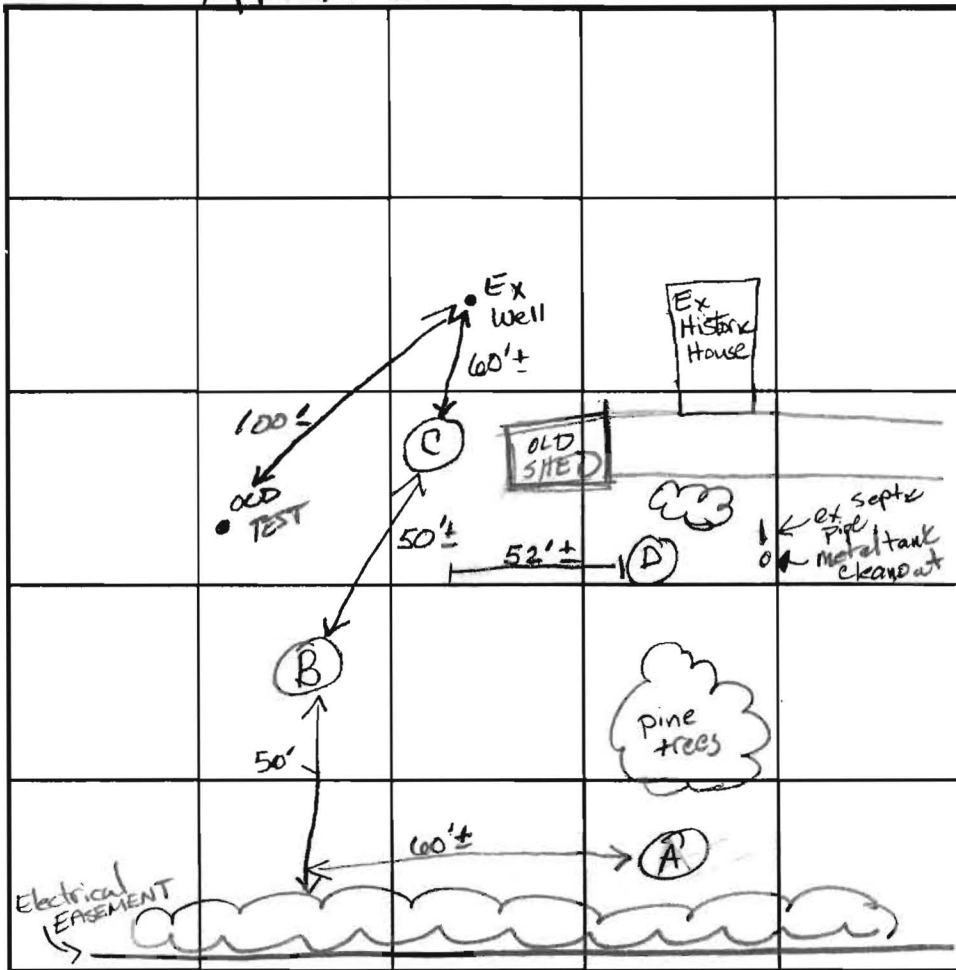 Ex
Well
60'±
Ex
Historic
House
100'±
C
OLD
SHED
OLD
TEST
50'±
52'±
D
ex septic
pipe
metal tank
cleanout
B
pine
trees
50'
60'±
A
Electrical
EASEMENT